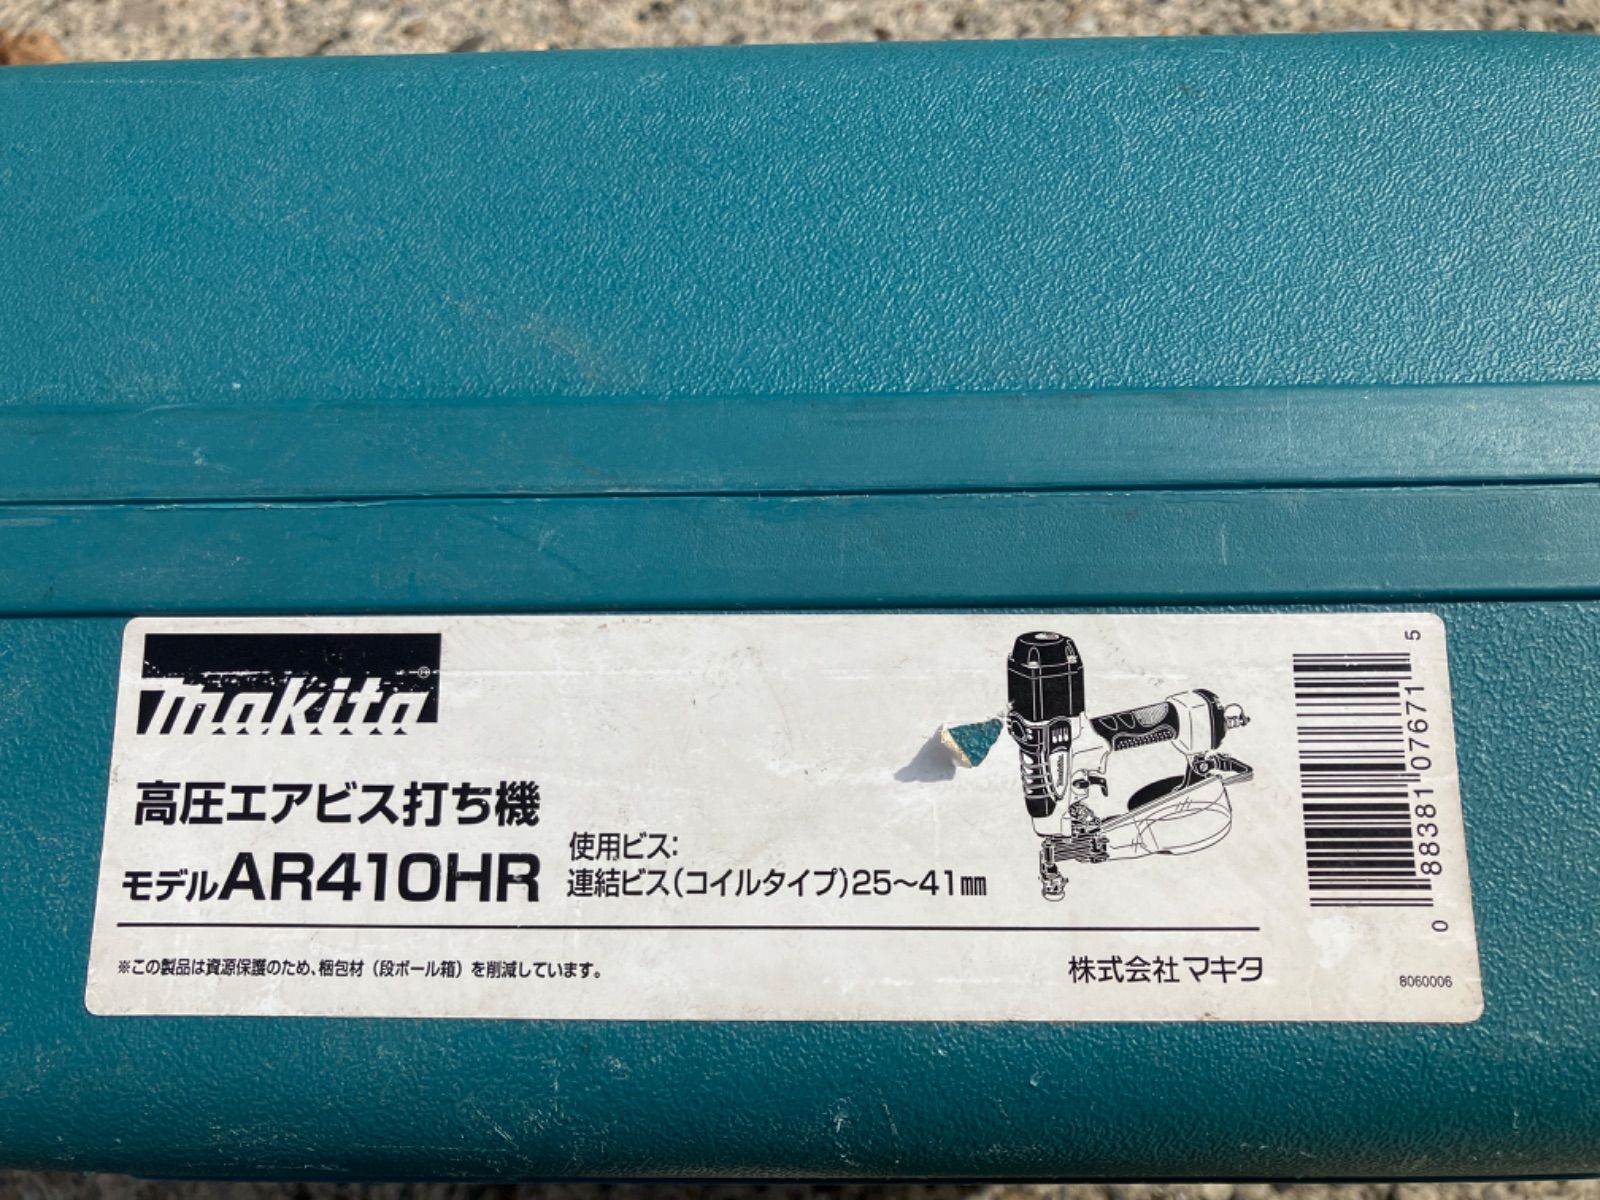 makita®
高圧エアビス打ち機
モデルAR410HR
使用ビス:
連結ビス(コイルタイプ)25〜41mm
※この製品は資源保護のため、梱包材(段ボール箱)を削減しています。
株式会社マキタ
0 88381 07671 5
8060006